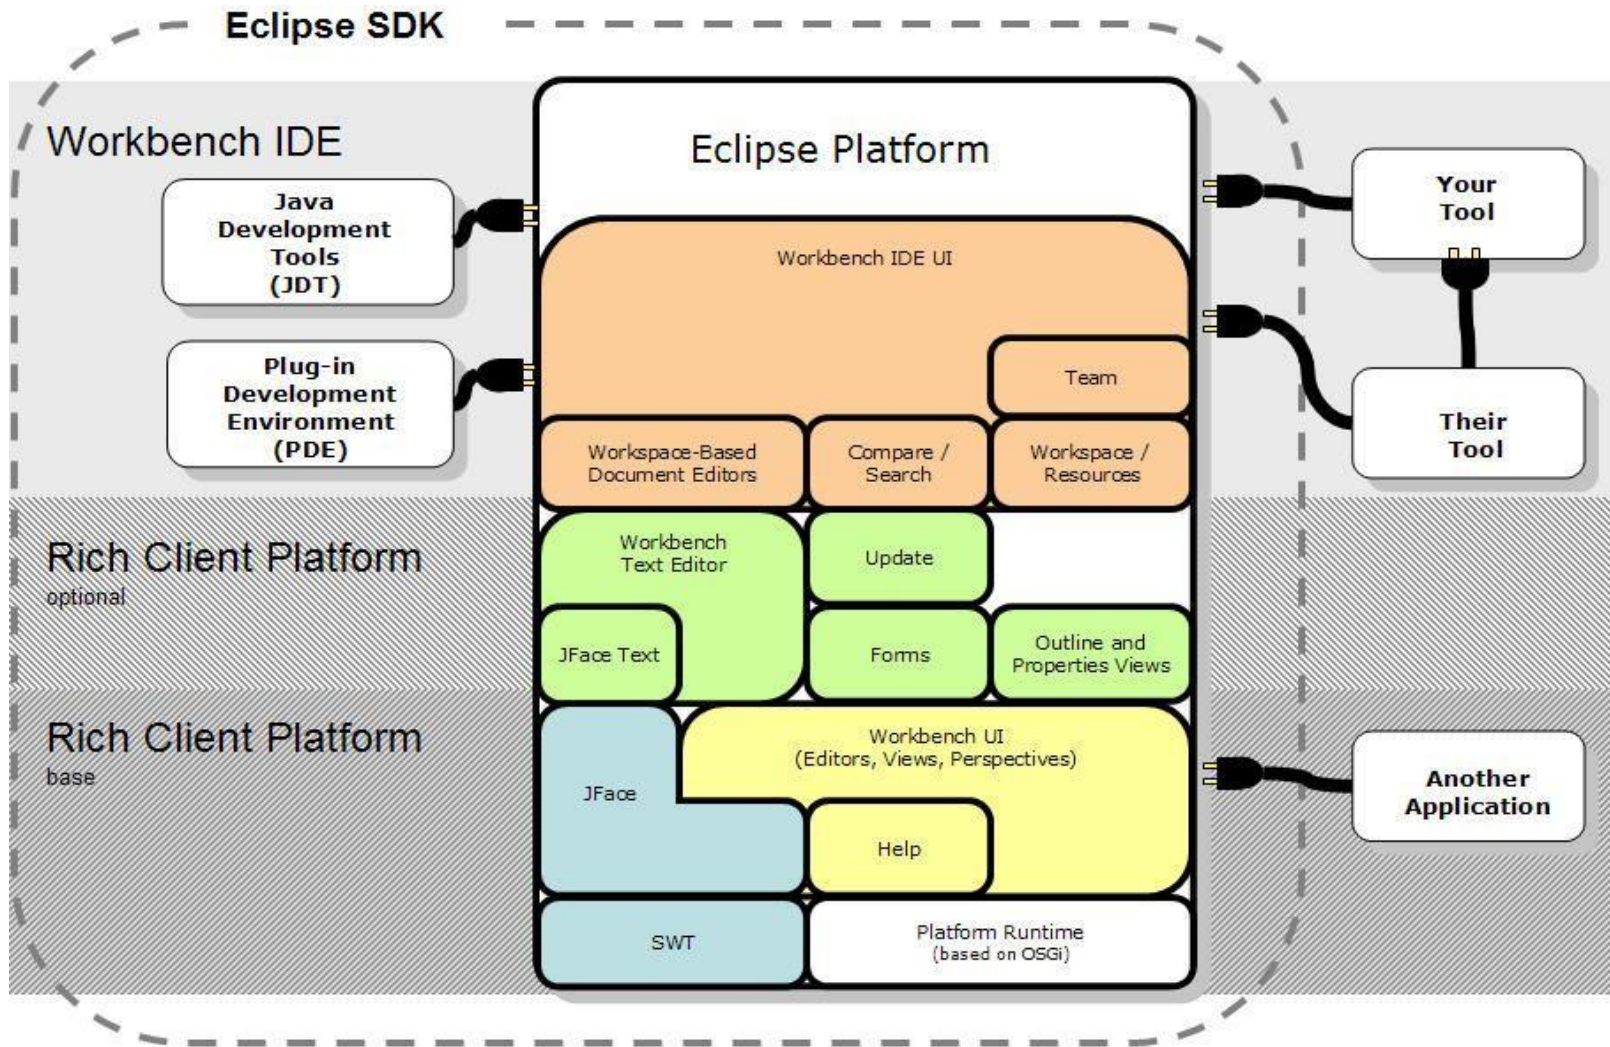 Eclipse SDK
Workbench IDE
Eclipse Platform
Java
Development
Tools
(JDT)
Plug-in
Development
Environment
(PDE)
Workbench IDE UI
Team
Workspace-Based
Document Editors
Compare /
Search
Workspace /
Resources
Your
Tool
Their
Tool
Rich Client Platform
optional
Workbench
Text Editor
Update
JFace Text
Forms
Outline and
Properties Views
Rich Client Platform
base
Workbench UI
(Editors, Views, Perspectives)
JFace
Help
SWT
Platform Runtime
(based on OSGi)
Another
Application